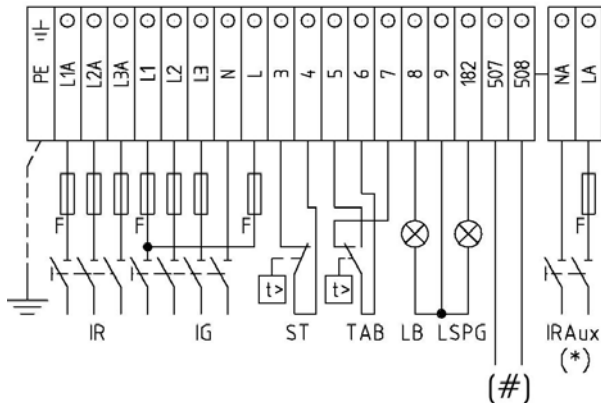 PE L1A L2A L3A L1 L2 L3 N L 3 4 5 6 7 8 9 182 507 508 NA LA
F F F F
t> t>
IR IG ST TAB LB LSPG IRAux
(*)
(#)